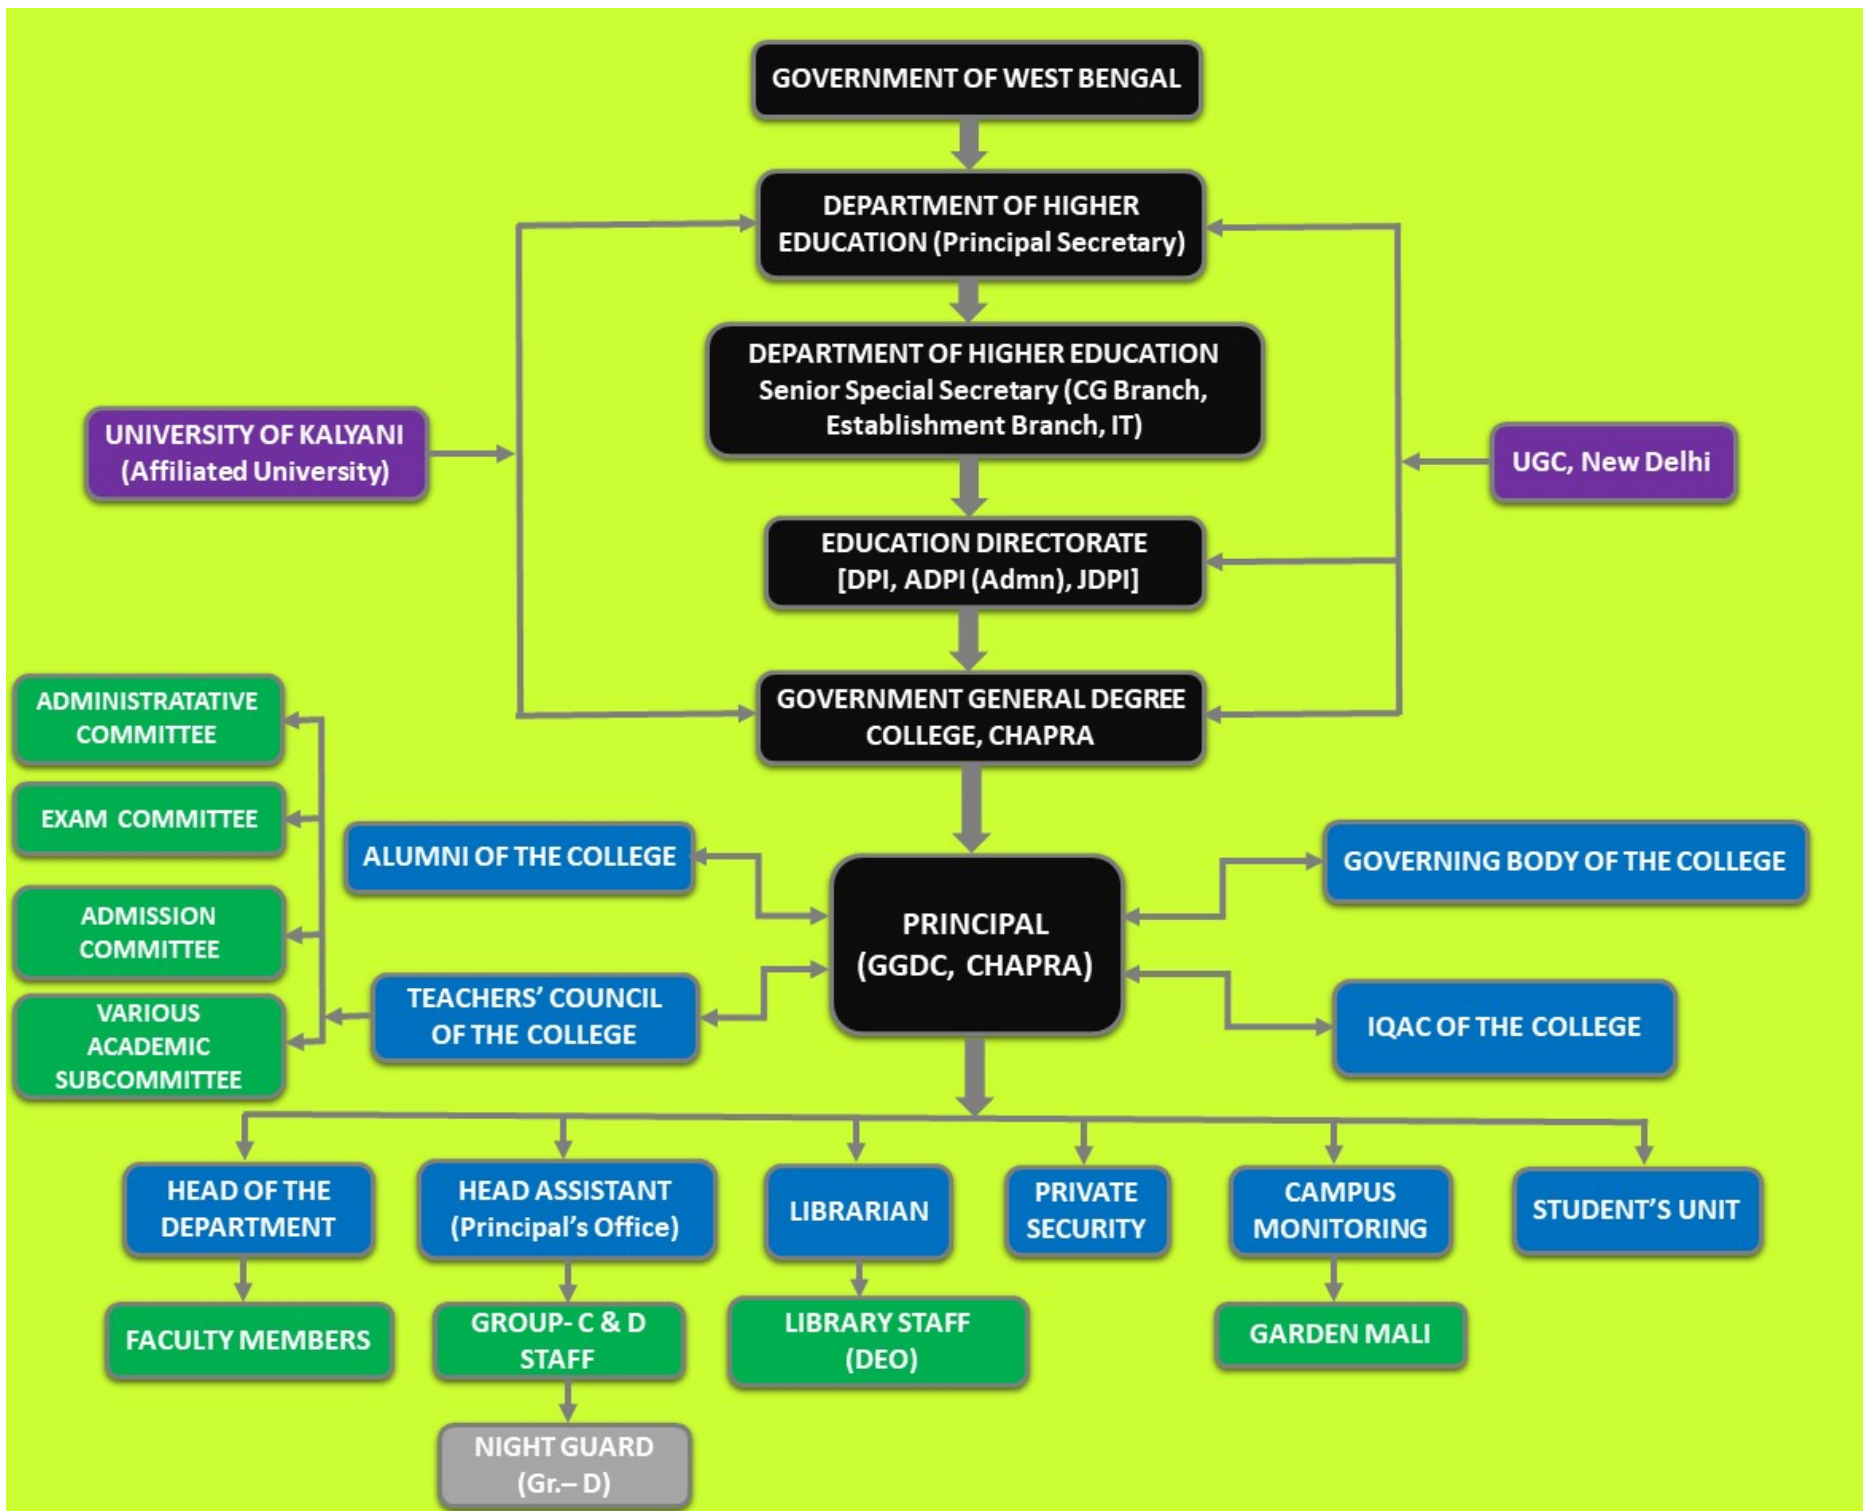 GOVERNMENT OF WEST BENGAL
DEPARTMENT OF HIGHER
EDUCATION (Principal Secretary)
DEPARTMENT OF HIGHER EDUCATION
Senior Special Secretary (CG Branch,
Establishment Branch, IT)
UNIVERSITY OF KALYANI
(Affiliated University)
UGC, New Delhi
EDUCATION DIRECTORATE
[DPI, ADPI (Admn), JDPI]
GOVERNMENT GENERAL DEGREE
COLLEGE, CHAPRA
ADMINISTRATATIVE
COMMITTEE
EXAM COMMITTEE
ADMISSION
COMMITTEE
VARIOUS
ACADEMIC
SUBCOMMITTEE
ALUMNI OF THE COLLEGE
TEACHERS’ COUNCIL
OF THE COLLEGE
PRINCIPAL
(GGDC, CHAPRA)
GOVERNING BODY OF THE COLLEGE
IQAC OF THE COLLEGE
HEAD OF THE
DEPARTMENT
HEAD ASSISTANT
(Principal’s Office)
LIBRARIAN
PRIVATE
SECURITY
CAMPUS
MONITORING
STUDENT’S UNIT
FACULTY MEMBERS
GROUP- C & D
STAFF
LIBRARY STAFF
(DEO)
GARDEN MALI
NIGHT GUARD
(Gr.– D)